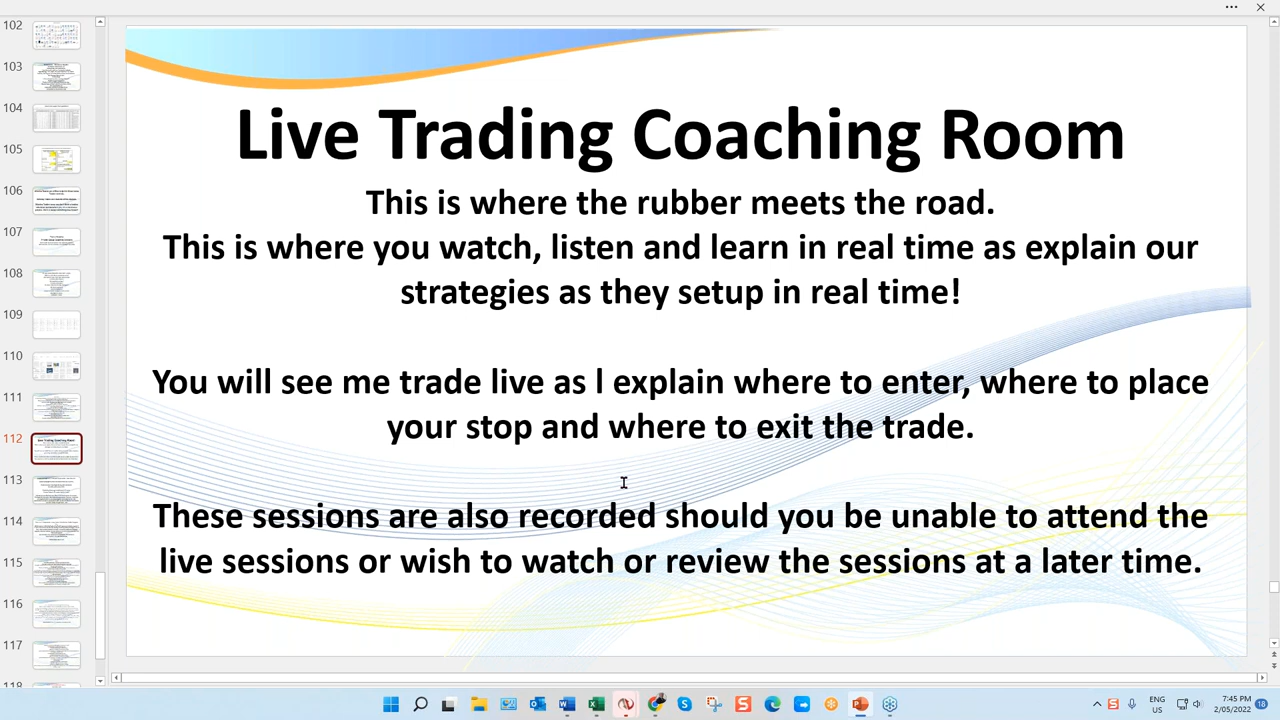 102
103
104
105
106
107
108
109
110
112
116
117
118
Live Trading Coaching Room
This is where the rubber meets the road.
This is where you watch, listen and learn in real time as explain our
strategies as they setup in real time!
You will see me trade live as l explain where to enter, where to place
your stop and where to exit the trade.
These sessions are also recorded should you be unable to attend the
live sessions or wish to watch or review the sessions at a later time.
ENG
US
7:45 PM
2/05/2022
18